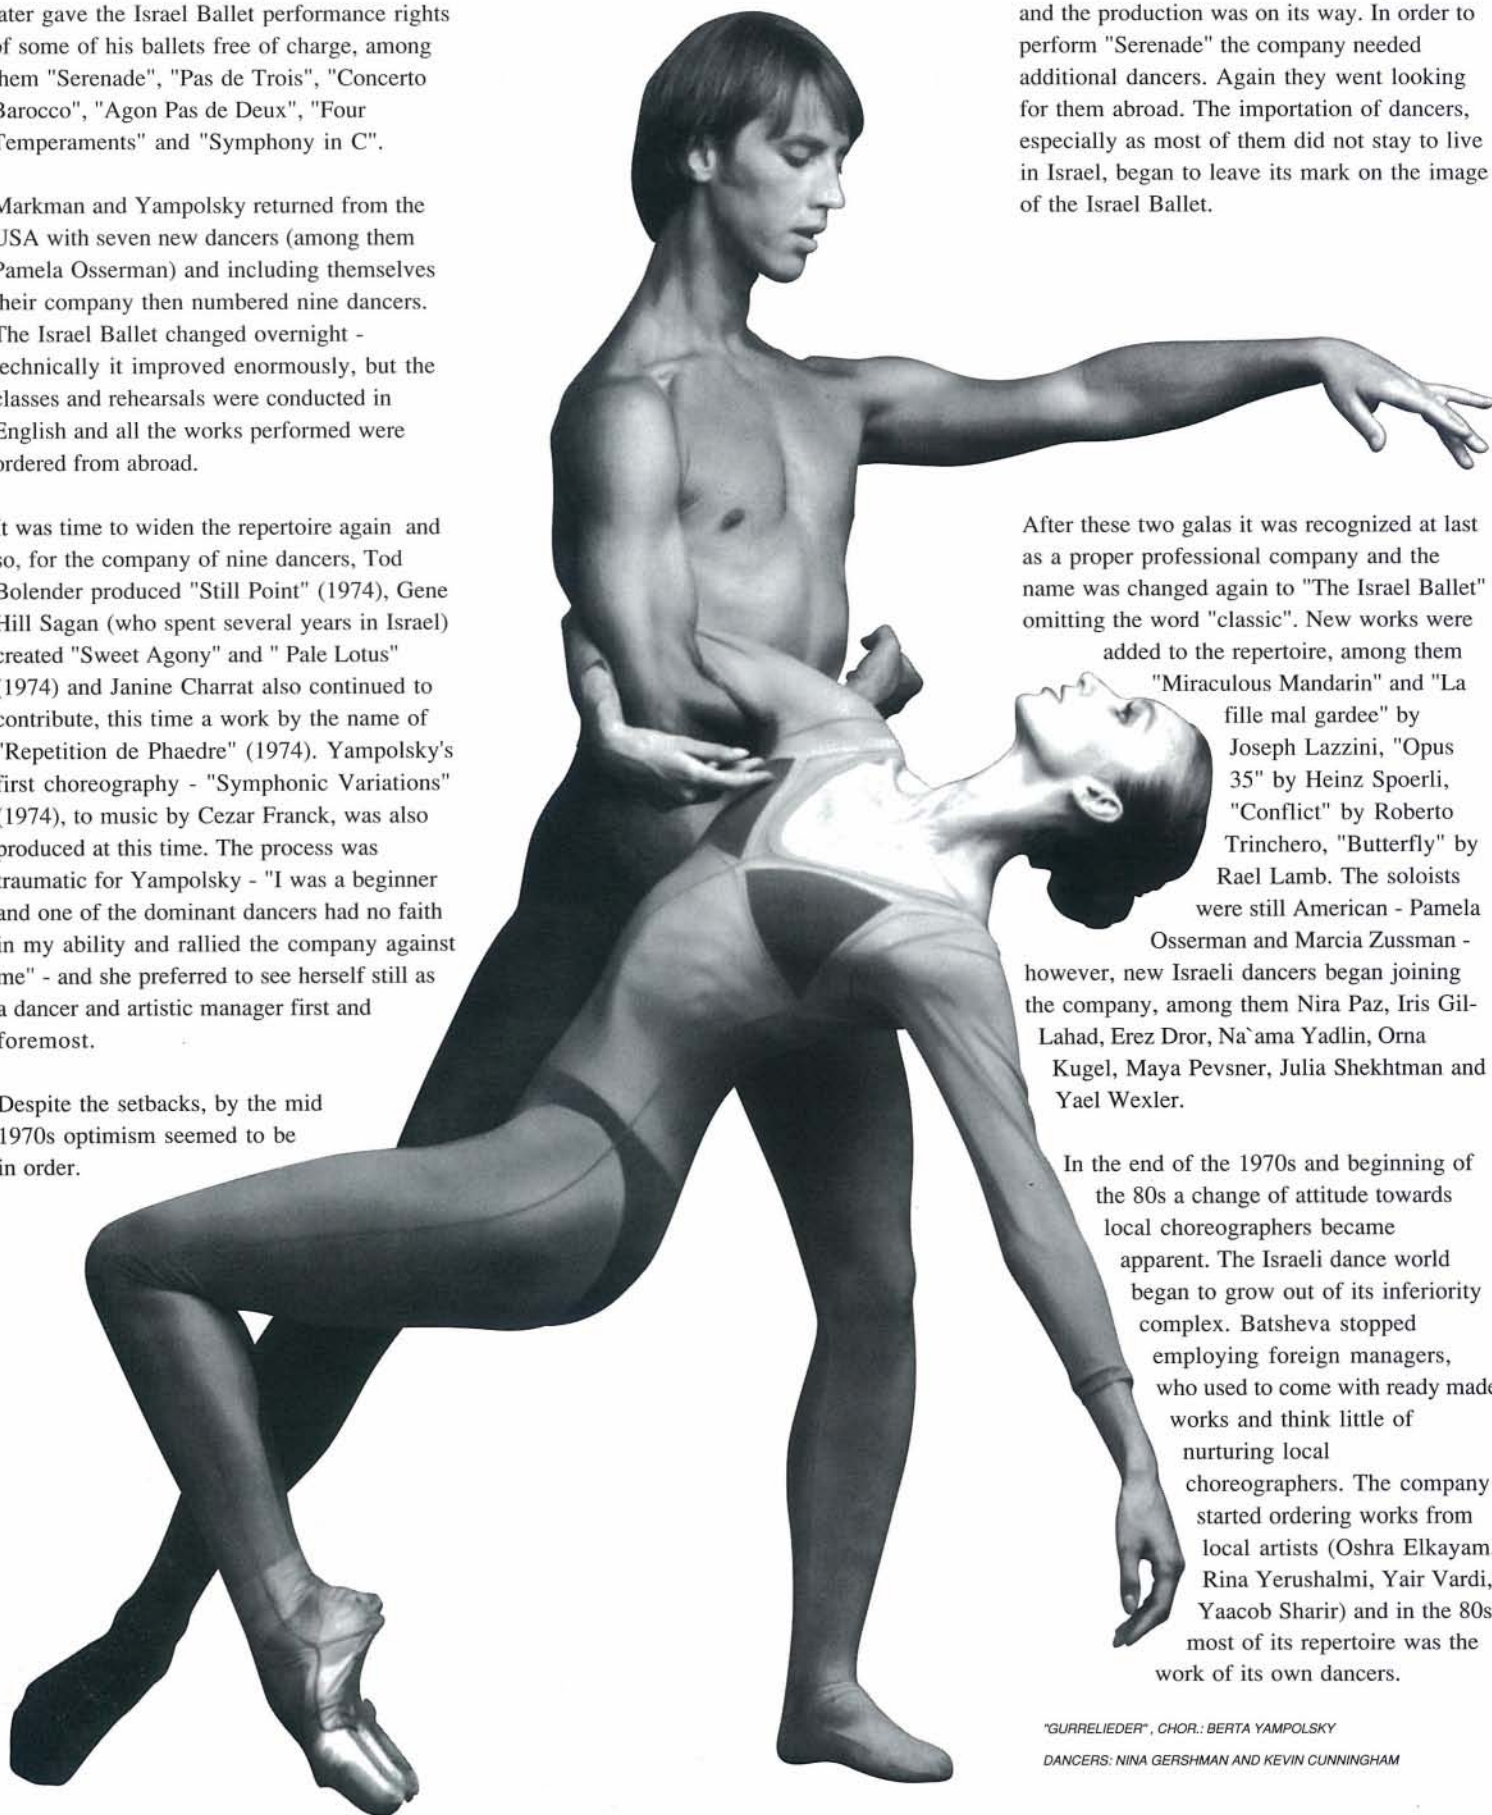 ater gave the Israel Ballet performance rights
of some of his ballets free of charge, among
them "Serenade", "Pas de Trois", "Concerto
Barocco", "Agon Pas de Deux", "Four
Temperaments" and "Symphony in C".
Markman and Yampolsky returned from the
USA with seven new dancers (among them
Pamela Osserman) and including themselves
their company then numbered nine dancers.
The Israel Ballet changed overnight -
technically it improved enormously, but the
classes and rehearsals were conducted in
English and all the works performed were
ordered from abroad.
It was time to widen the repertoire again and
so, for the company of nine dancers, Tod
Bolender produced "Still Point" (1974), Gene
Hill Sagan (who spent several years in Israel)
created "Sweet Agony" and " Pale Lotus"
(1974) and Janine Charrat also continued to
contribute, this time a work by the name of
"Repetition de Phaedre" (1974). Yampolsky's
first choreography - "Symphonic Variations"
(1974), to music by Cezar Franck, was also
produced at this time. The process was
traumatic for Yampolsky - "I was a beginner
and one of the dominant dancers had no faith
in my ability and rallied the company against
me" - and she preferred to see herself still as
a dancer and artistic manager first and
foremost.
Despite the setbacks, by the mid
1970s optimism seemed to be
in order.
and the production was on its way. In order to
perform "Serenade" the company needed
additional dancers. Again they went looking
for them abroad. The importation of dancers,
especially as most of them did not stay to live
in Israel, began to leave its mark on the image
of the Israel Ballet.
After these two galas it was recognized at last
as a proper professional company and the
name was changed again to "The Israel Ballet"
omitting the word "classic". New works were
added to the repertoire, among them
"Miraculous Mandarin" and "La
fille mal gardee" by
Joseph Lazzini, "Opus
35" by Heinz Spoerli,
"Conflict" by Roberto
Trinchero, "Butterfly" by
Rael Lamb. The soloists
were still American - Pamela
Osserman and Marcia Zussman -
however, new Israeli dancers began joining
the company, among them Nira Paz, Iris Gil-
Lahad, Erez Dror, Na`ama Yadlin, Orna
Kugel, Maya Pevsner, Julia Shekhtman and
Yael Wexler.
In the end of the 1970s and beginning of
the 80s a change of attitude towards
local choreographers became
apparent. The Israeli dance world
began to grow out of its inferiority
complex. Batsheva stopped
employing foreign managers,
who used to come with ready made
works and think little of
nurturing local
choreographers. The company
started ordering works from
local artists (Oshra Elkayam,
Rina Yerushalmi, Yair Vardi,
Yaacob Sharir) and in the 80s
most of its repertoire was the
work of its own dancers.
"GURRELIEDER", CHOR.: BERTA YAMPOLSKY
DANCERS: NINA GERSHMAN AND KEVIN CUNNINGHAM